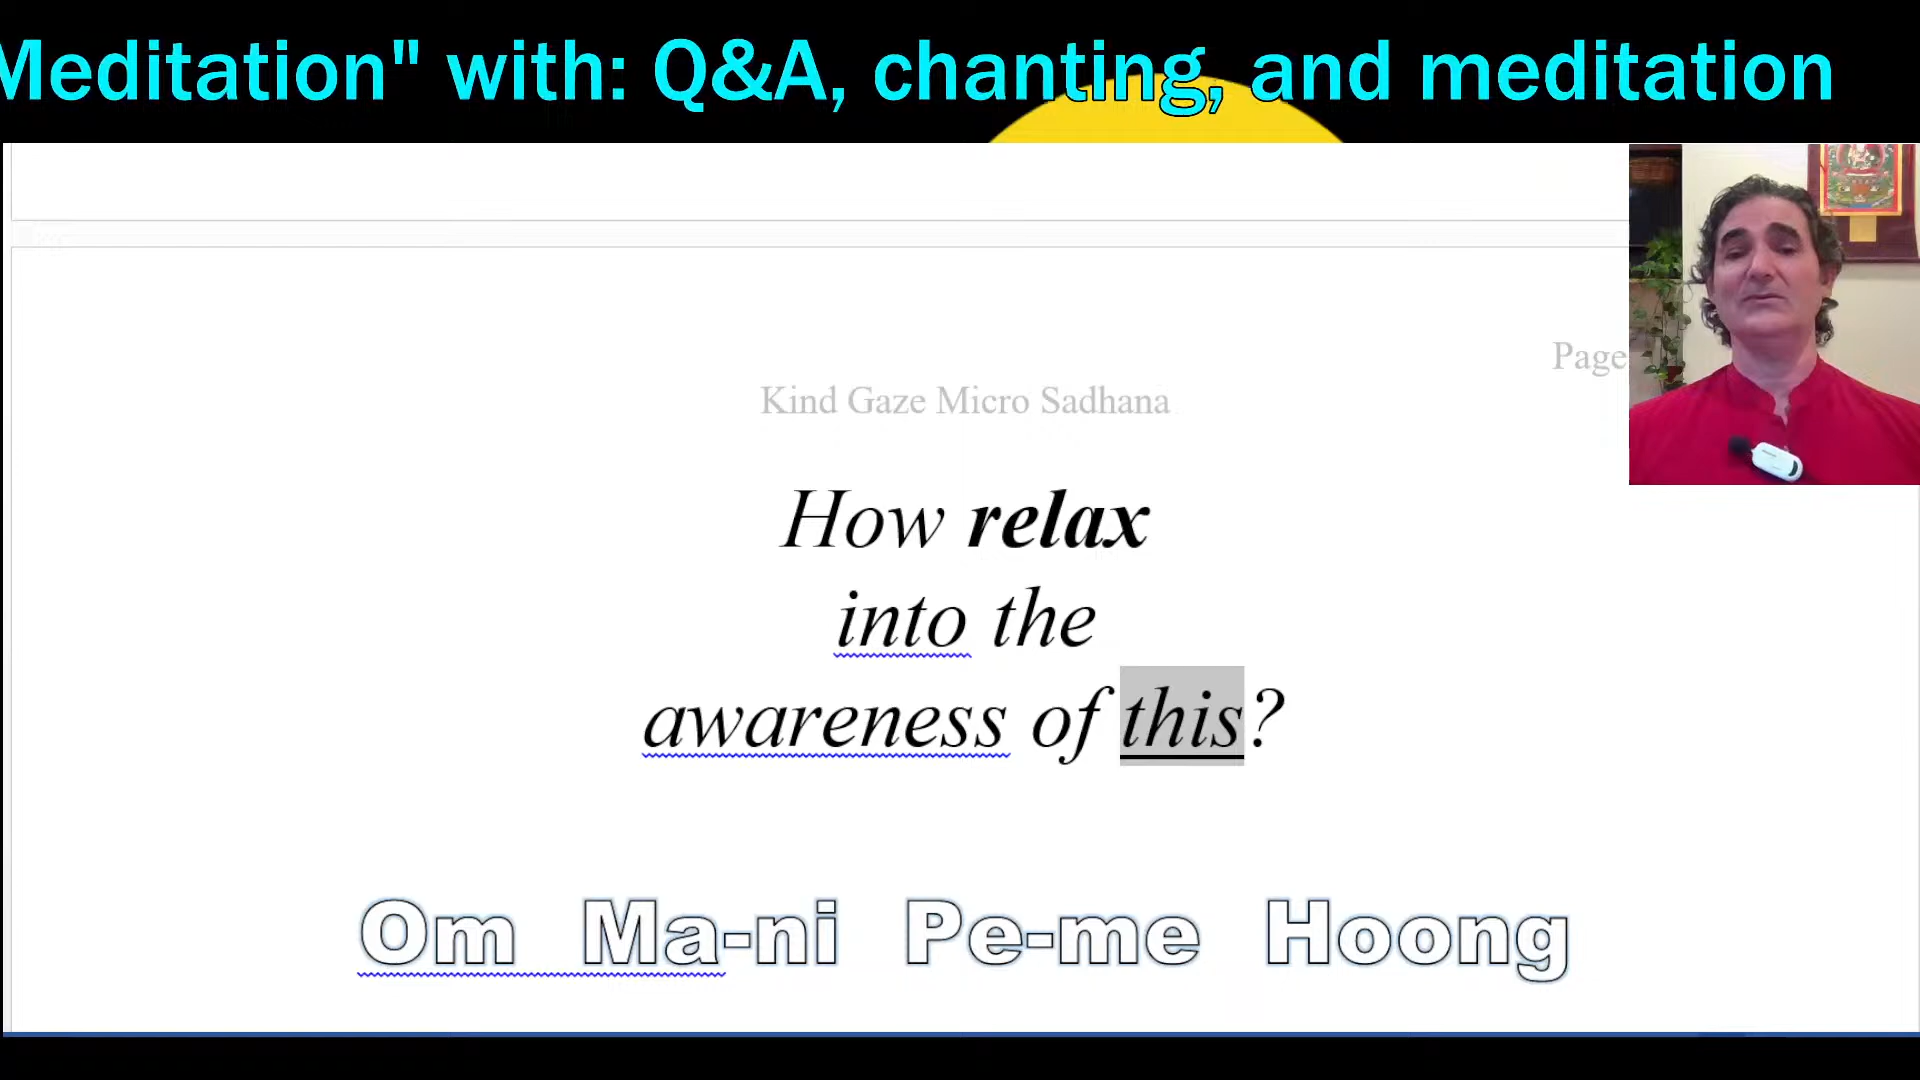 Meditation" with: Q&A, chanting, and meditation
Page
Kind Gaze Micro Sadhana
How relax
into the
awareness of this?
Om Ma-ni Pe-me Hoong